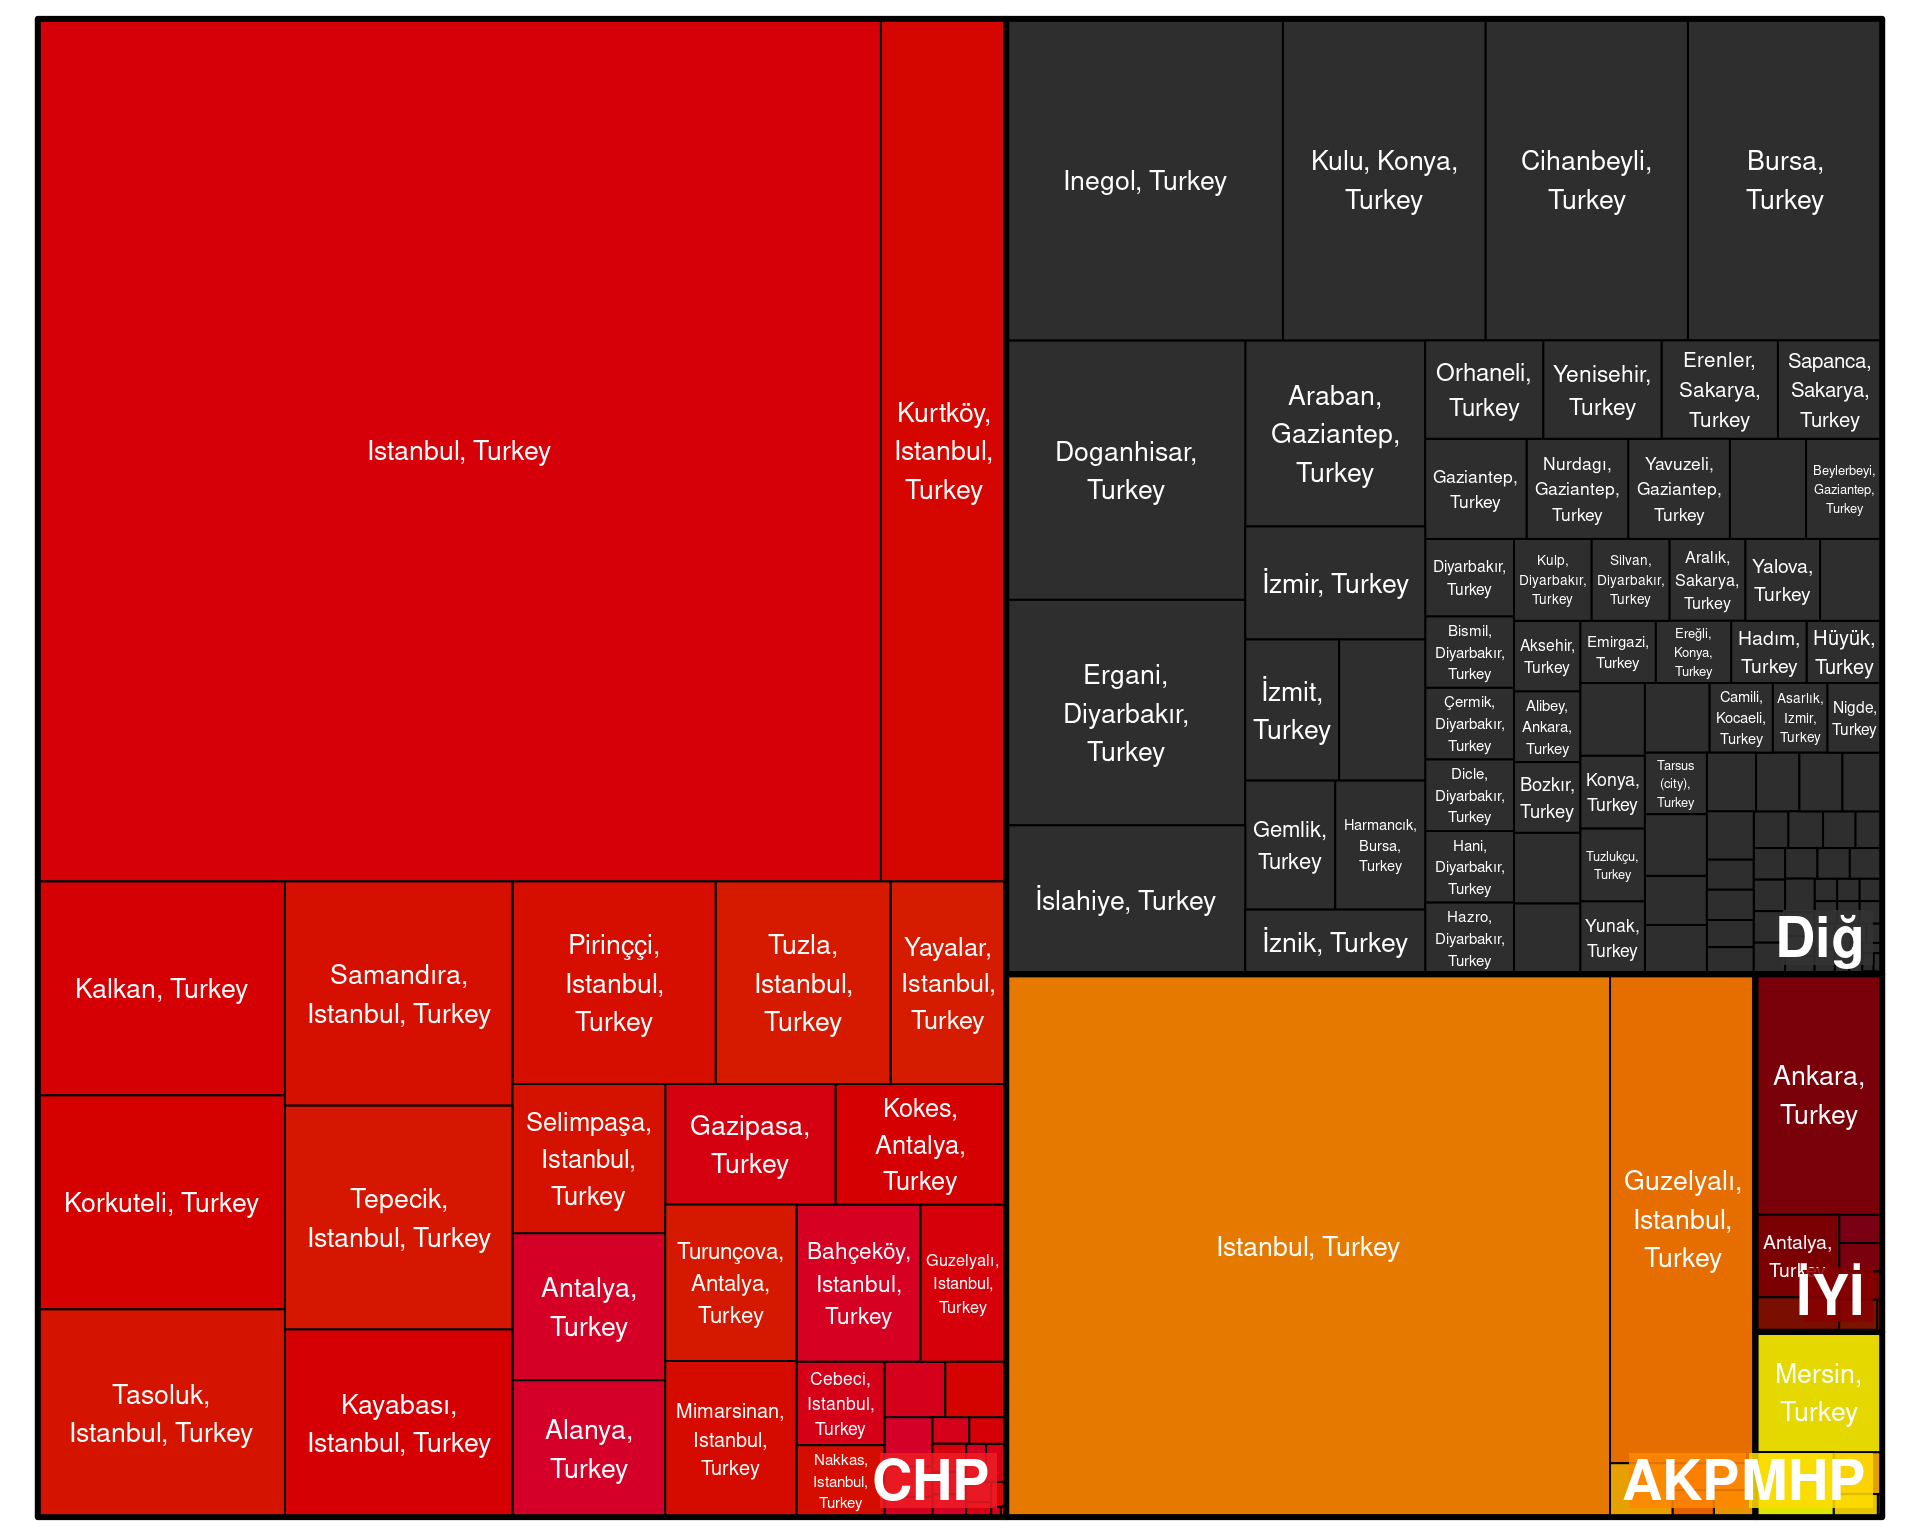 Istanbul, Turkey
Kurtköy,
Istanbul,
Turkey
Kalkan, Turkey
Korkuteli, Turkey
Tasoluk,
Istanbul, Turkey
Samandıra,
Istanbul, Turkey
Tepecik,
Istanbul, Turkey
Kayabası,
Istanbul, Turkey
Pirinççi,
Istanbul,
Turkey
Tuzla,
Istanbul,
Turkey
Yayalar,
Istanbul,
Turkey
Selimpaşa,
Istanbul,
Turkey
Antalya,
Turkey
Alanya,
Turkey
Gazipasa,
Turkey
Kokes,
Antalya,
Turkey
Turunçova,
Antalya,
Turkey
Mimarsinan,
Istanbul,
Turkey
Bahçeköy,
Istanbul,
Turkey
Guzelyalı,
Istanbul,
Turkey
Cebeci,
Istanbul,
Turkey
Nakkas,
Istanbul,
Turkey
CHP
Inegol, Turkey
Kulu, Konya,
Turkey
Cihanbeyli,
Turkey
Bursa,
Turkey
Doganhisar,
Turkey
Ergani,
Diyarbakır,
Turkey
İslahiye, Turkey
Araban,
Gaziantep,
Turkey
İzmir, Turkey
İzmit,
Turkey
Gemlik,
Turkey
Harmancık,
Bursa,
Turkey
İznik, Turkey
Orhaneli,
Turkey
Yenisehir,
Turkey
Erenler,
Sakarya,
Turkey
Sapanca,
Sakarya,
Turkey
Gaziantep,
Turkey
Nurdagı,
Gaziantep,
Turkey
Yavuzeli,
Gaziantep,
Turkey
Beylerbeyi,
Gaziantep,
Turkey
Diyarbakır,
Turkey
Kulp,
Diyarbakır,
Turkey
Silvan,
Diyarbakır,
Turkey
Aralık,
Sakarya,
Turkey
Yalova,
Turkey
Bismil,
Diyarbakır,
Turkey
Çermik,
Diyarbakır,
Turkey
Dicle,
Diyarbakır,
Turkey
Hani,
Diyarbakır,
Turkey
Hazro,
Diyarbakır,
Turkey
Aksehir,
Turkey
Alibey,
Ankara,
Turkey
Bozkır,
Turkey
Emirgazi,
Turkey
Ereğli,
Konya,
Turkey
Hadım,
Turkey
Hüyük,
Turkey
Camili,
Kocaeli,
Turkey
Asarlık,
Izmir,
Turkey
Nigde,
Turkey
Konya,
Turkey
Tarsus
(city),
Turkey
Tuzlukçu,
Turkey
Yunak,
Turkey
Diğ
Istanbul, Turkey
Guzelyalı,
Istanbul,
Turkey
AKP
Ankara,
Turkey
Antalya,
Turkey
İYİ
Mersin,
Turkey
MHP